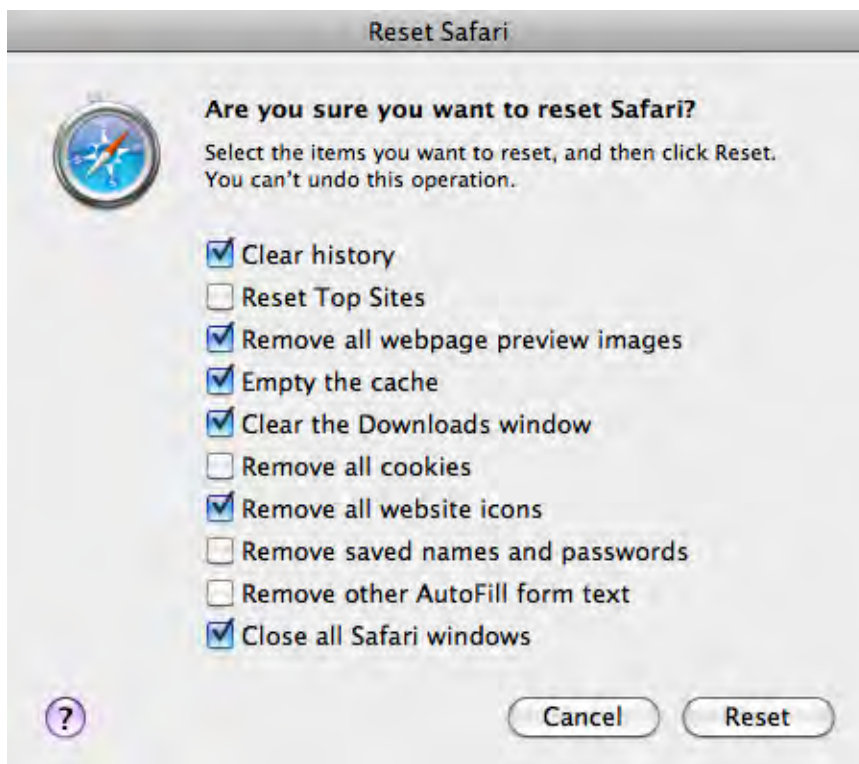 Reset Safari
Are you sure you want to reset Safari?
Select the items you want to reset, and then click Reset.
You can't undo this operation.
Clear history
Reset Top Sites
Remove all webpage preview images
Empty the cache
Clear the Downloads window
Remove all cookies
Remove all website icons
Remove saved names and passwords
Remove other AutoFill form text
Close all Safari windows
? Cancel Reset